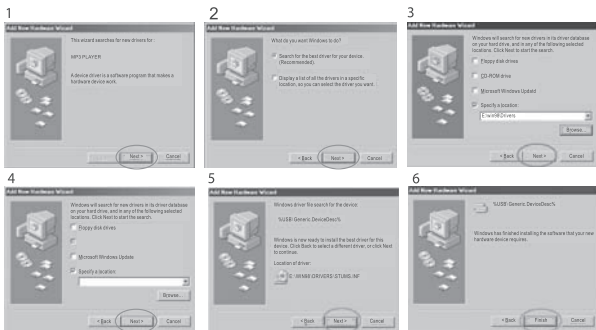 1
Add New Hardware Wizard
This wizard searches for new drivers for:
MP3 PLAYER
A device driver is a software program that makes a
hardware device work.
Next >
Cancel
2
Add New Hardware Wizard
What do you want Windows to do?
Search for the best driver for your device.
(Recommended).
Display a list of all the drivers in a specific
location, so you can select the driver you want.
< Back
Next >
Cancel
3
Add New Hardware Wizard
Windows will search for new drivers in its driver database
on your hard drive, and in any of the following selected
locations. Click Next to start the search.
Floppy disk drives
CD-ROM drive
Microsoft Windows Update
Specify a location:
E:\win98\Drivers
Browse...
< Back
Next >
Cancel
4
Add New Hardware Wizard
Windows will search for new drivers in its driver database
on your hard drive, and in any of the following selected
locations. Click Next to start the search.
Floppy disk drives
Microsoft Windows Update
Specify a location:
Browse...
< Back
Next >
Cancel
5
Add New Hardware Wizard
Windows driver file search for the device:
%USB\ Generic.DeviceDesc%
Windows is now ready to install the best driver for this
device. Click Back to select a different driver, or click Next
to continue.
Location of driver:
E:\WIN98\DRIVERS\STUMS.INF
< Back
Next >
Cancel
6
Add New Hardware Wizard
%USB\ Generic.DeviceDesc%
Windows has finished installing the software that your new
hardware device requires.
< Back
Finish
Cancel